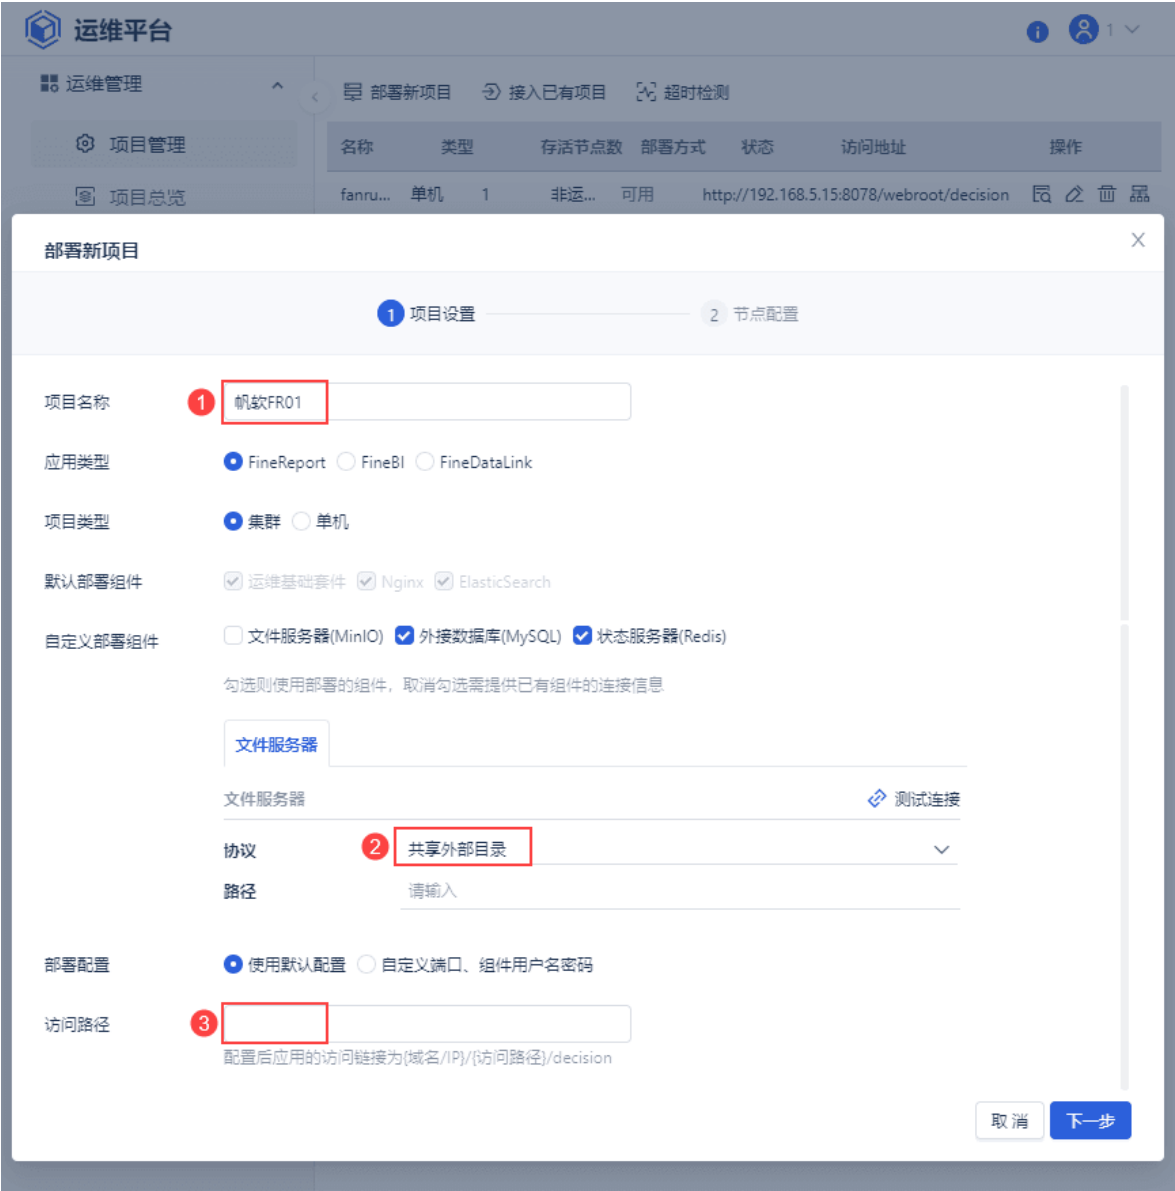 运维平台
1
运维管理
部署新项目 接入已有项目 超时检测
项目管理
名称 类型 存活节点数 部署方式 状态 访问地址 操作
项目总览
fanru... 单机 1 非运... 可用 http://192.168.5.15:8078/webroot/decision
部署新项目
1 项目设置 2 节点配置
项目名称 1 帆软FR01
应用类型 FineReport FineBI FineDataLink
项目类型 集群 单机
默认部署组件 运维基础套件 Nginx ElasticSearch
自定义部署组件 文件服务器(MinIO) 外接数据库(MySQL) 状态服务器(Redis)
勾选则使用部署的组件，取消勾选需提供已有组件的连接信息
文件服务器
文件服务器 测试连接
协议 2 共享外部目录
路径 请输入
部署配置 使用默认配置 自定义端口、组件用户名密码
访问路径 3
配置后应用的访问链接为{域名/IP}/{访问路径}/decision
取消 下一步